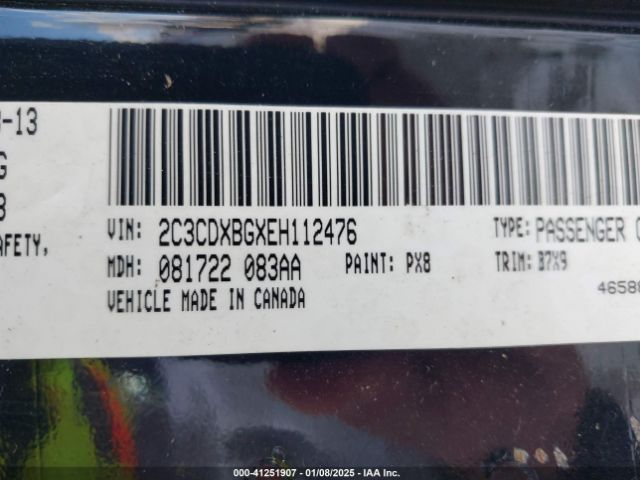 -13
G
8
AFETY,
VIN: 2C3CDXBGXEH112476 TYPE: PASSENGER
MDH: 081722 083AA PAINT: PX8 TRIM: B7X9
VEHICLE MADE IN CANADA 4658
000-41251907 - 01/08/2025 - IAA Inc.